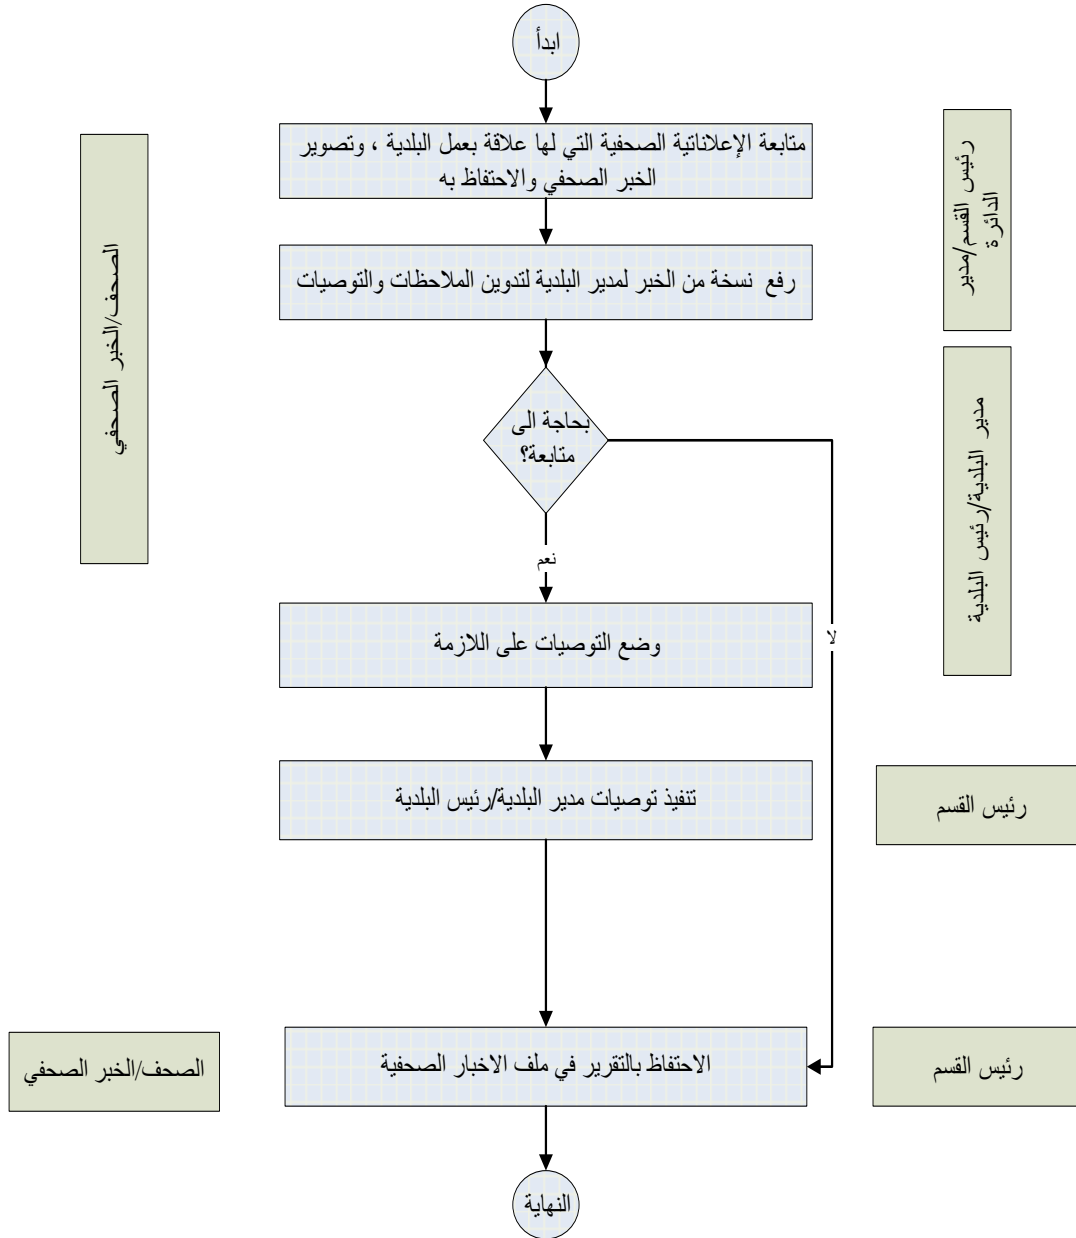 ابدأ
متابعة الإعلاناتية الصحفية التي لها علاقة بعمل البلدية ، وتصوير
الخبر الصحفي والاحتفاظ به
رئيس القسم/مدير
الدائرة
الصحف/الخبر الصحفي
رفع نسخة من الخبر لمدير البلدية لتدوين الملاحظات والتوصيات
بحاجة الى
متابعة؟
مدير البلدية/رئيس البلدية
نعم
لا
وضع التوصيات على اللازمة
تنفيذ توصيات مدير البلدية/رئيس البلدية
رئيس القسم
الاحتفاظ بالتقرير في ملف الاخبار الصحفية
رئيس القسم
الصحف/الخبر الصحفي
النهاية